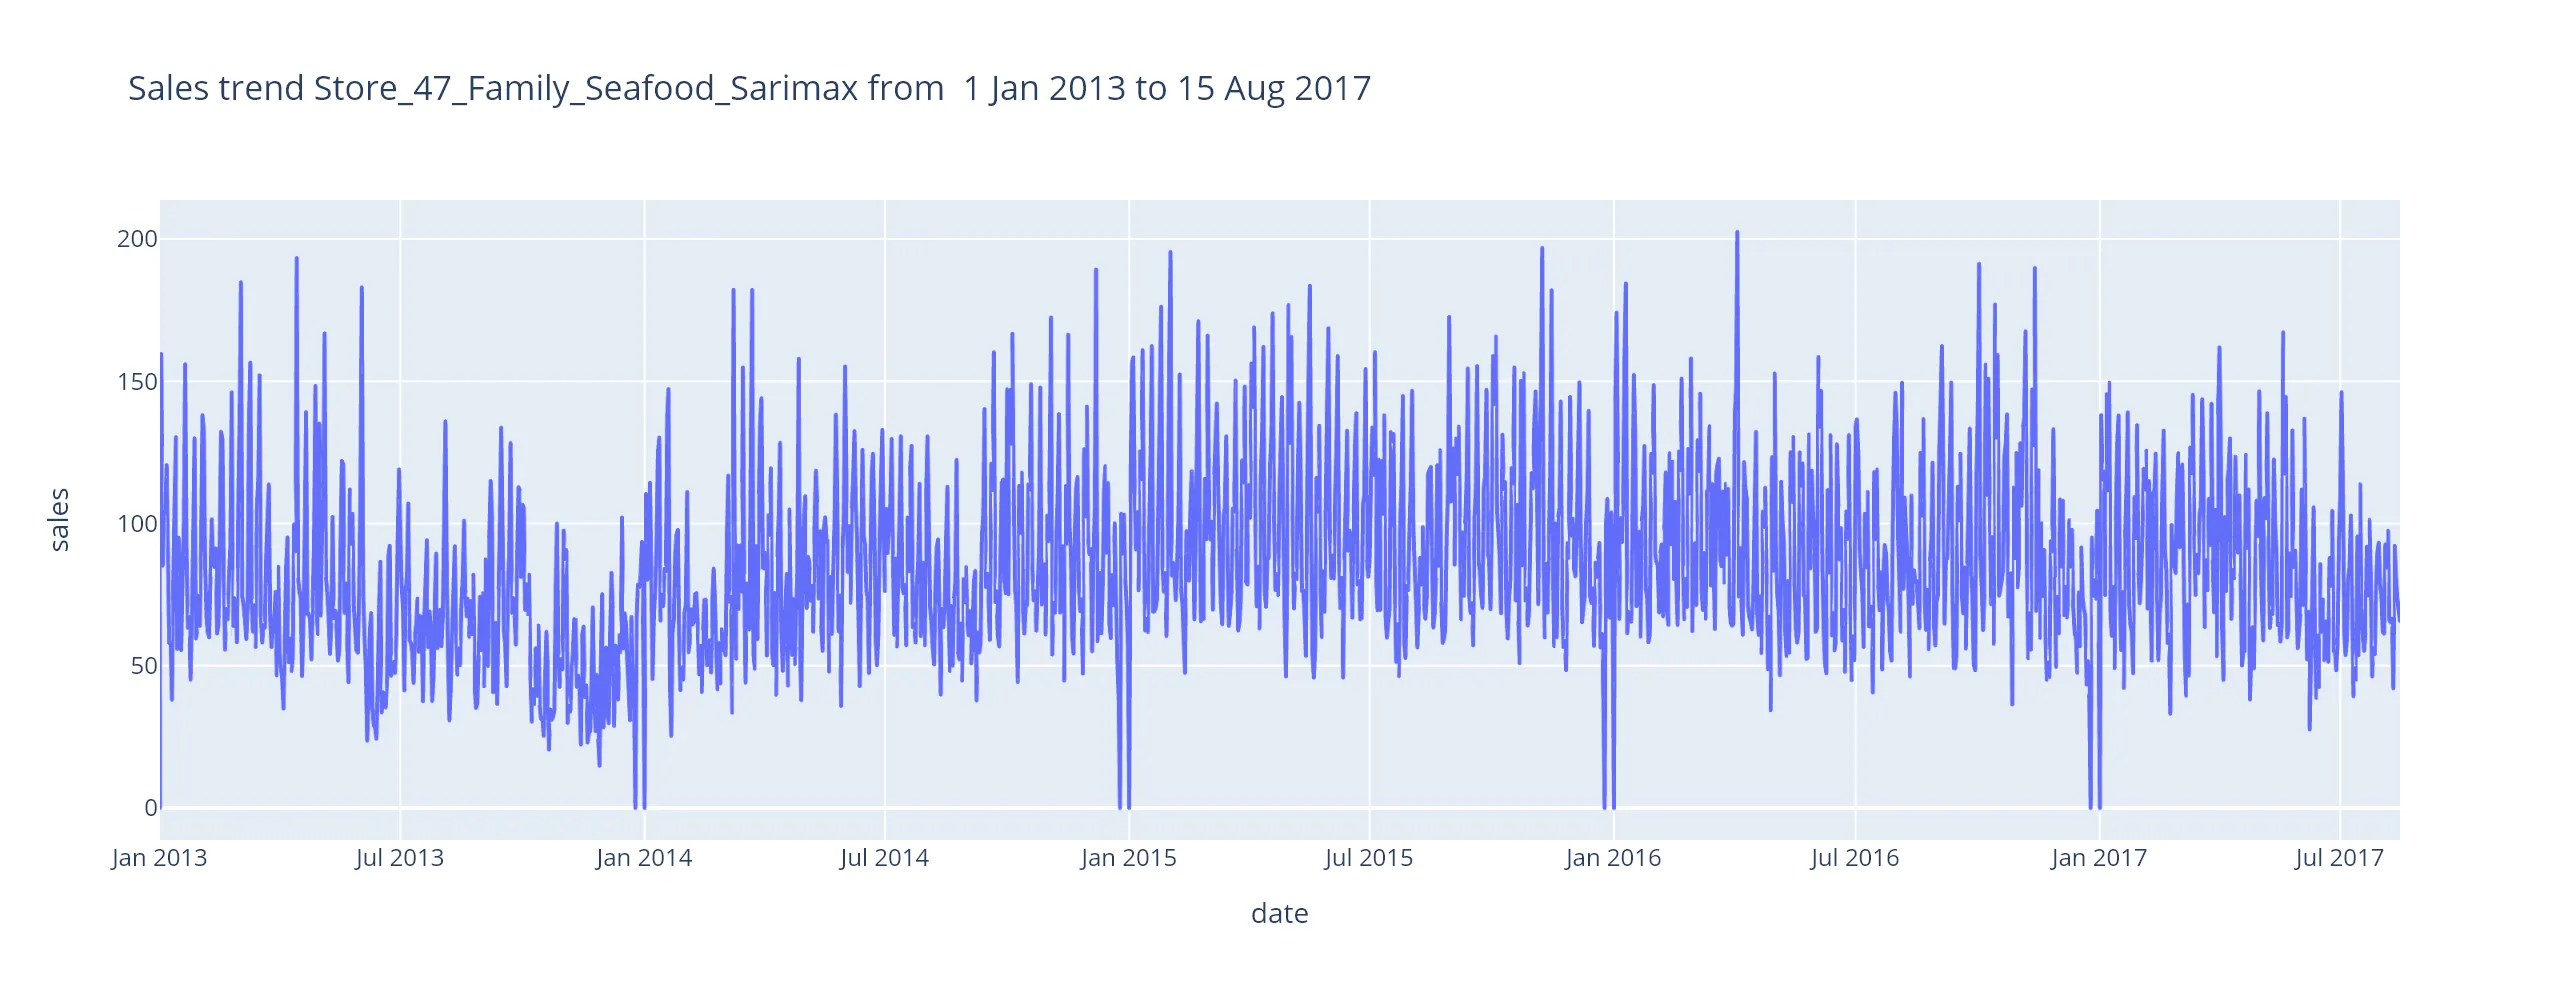 Sales trend Store_47_Family_Seafood_Sarimax from  1 Jan 2013 to 15 Aug 2017
200
150
100
50
0
sales
Jan 2013 Jul 2013 Jan 2014 Jul 2014 Jan 2015 Jul 2015 Jan 2016 Jul 2016 Jan 2017 Jul 2017
date